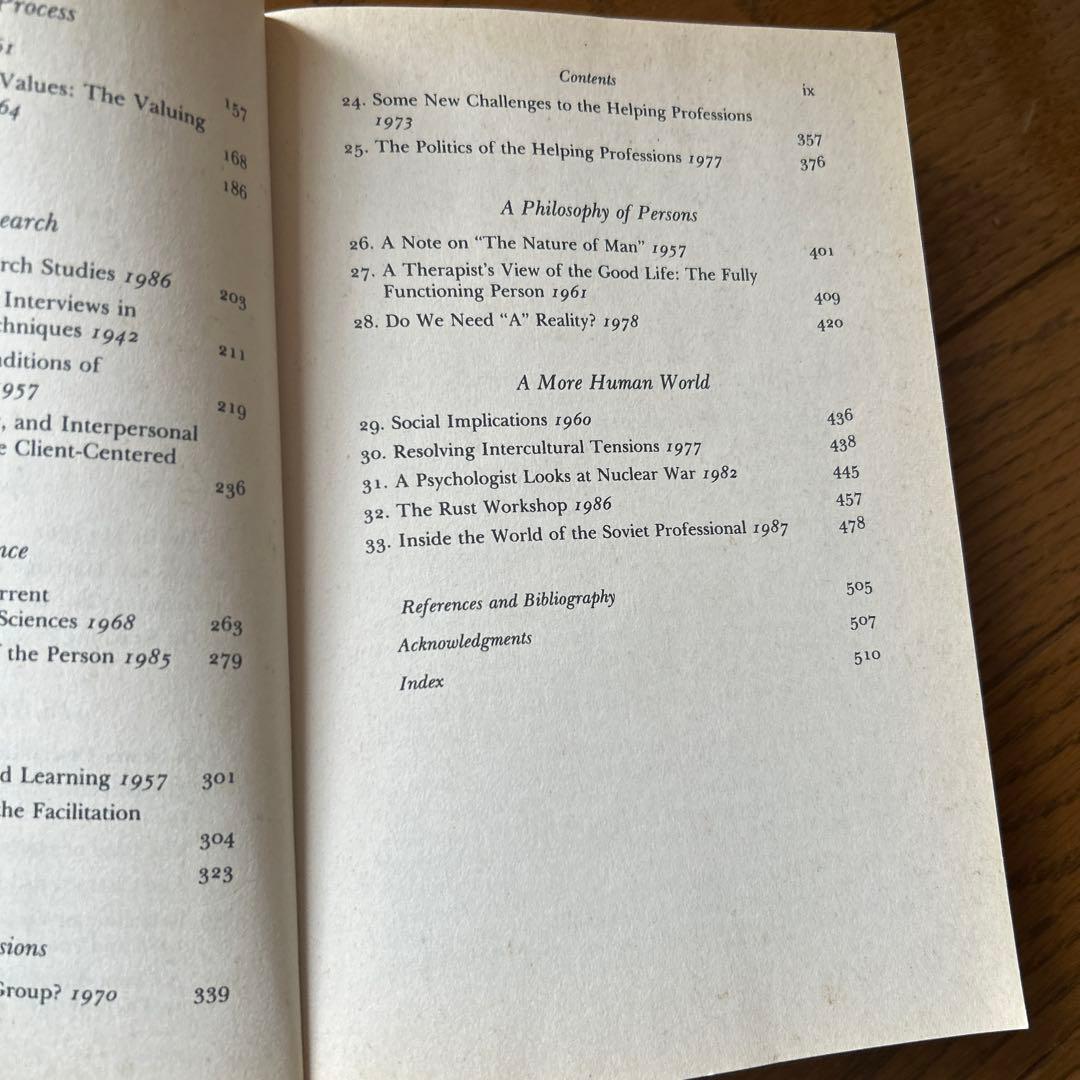 Process
61
Values: The Valuing
64
157
168
186
earch
rch Studies 1986
203
Interviews in
chniques 1942
211
ditions of
957
219
, and Interpersonal
e Client-Centered
236
nce
rrent
Sciences 1968 263
the Person 1985 279
d Learning 1957 301
the Facilitation
304
323
sions
Group? 1970 339
Contents
ix
24. Some New Challenges to the Helping Professions
1973
357
25. The Politics of the Helping Professions 1977 376
A Philosophy of Persons
26. A Note on "The Nature of Man" 1957 401
27. A Therapist's View of the Good Life: The Fully
Functioning Person 1961 409
28. Do We Need "A" Reality? 1978 420
A More Human World
29. Social Implications 1960 436
30. Resolving Intercultural Tensions 1977 438
31. A Psychologist Looks at Nuclear War 1982 445
32. The Rust Workshop 1986 457
33. Inside the World of the Soviet Professional 1987 478
References and Bibliography 505
Acknowledgments 507
Index 510